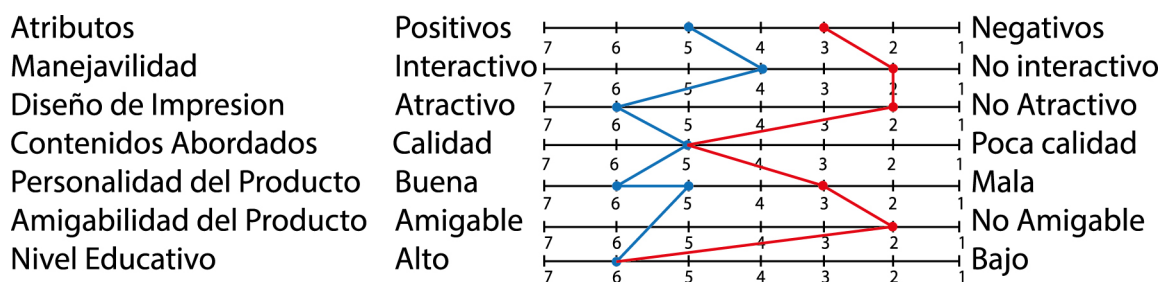 Atributos Positivos Negativos
7 6 5 4 3 2 1
Manejavilidad Interactivo No interactivo
7 6 5 4 3 2 1
Diseño de Impresion Atractivo No Atractivo
7 6 5 4 3 2 1
Contenidos Abordados Calidad Poca calidad
7 6 5 4 3 2 1
Personalidad del Producto Buena Mala
7 6 5 4 3 2 1
Amigabilidad del Producto Amigable No Amigable
7 6 5 4 3 2 1
Nivel Educativo Alto Bajo
7 6 5 4 3 2 1